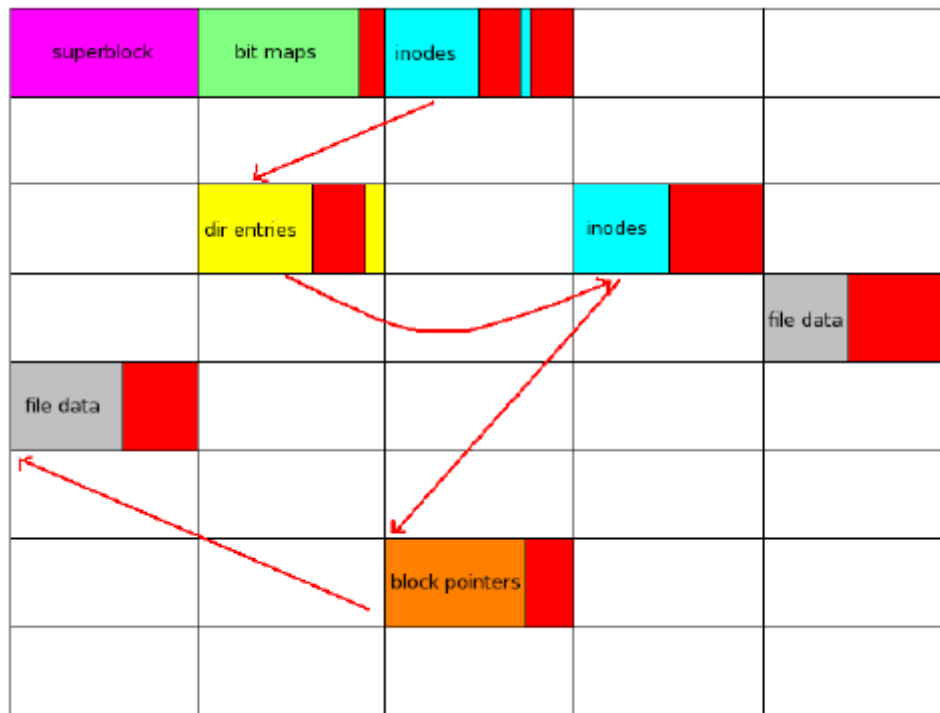 superblock
bit maps
inodes
dir entries
inodes
file data
file data
block pointers